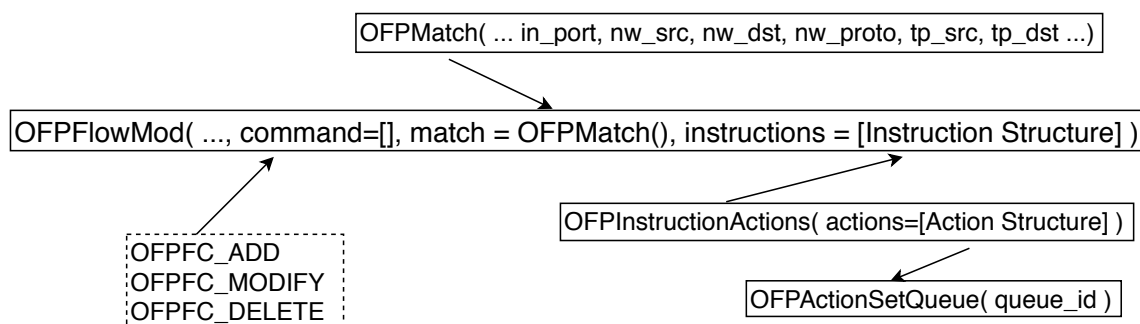 OFPMatch( ... in_port, nw_src, nw_dst, nw_proto, tp_src, tp_dst ...)
OFPFlowMod( ..., command=[], match = OFPMatch(), instructions = [Instruction Structure] )
OFPInstructionActions( actions=[Action Structure] )
OFPFC_ADD
OFPFC_MODIFY
OFPFC_DELETE
OFPActionSetQueue( queue_id )